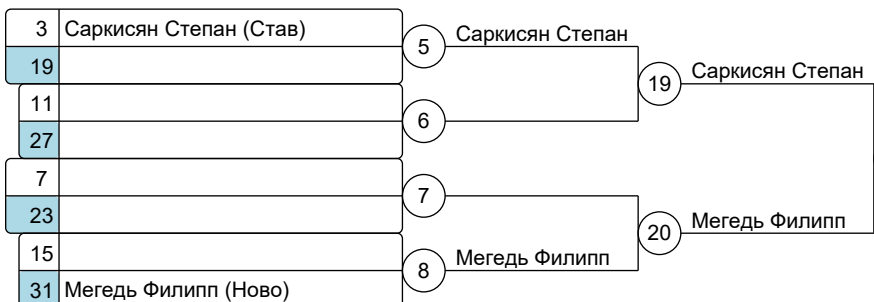 3 Саркисян Степан (Став)
5 Саркисян Степан
19
19 Саркисян Степан
11
6
27
7
7
23
20 Мегедь Филипп
15
8 Мегедь Филипп
31 Мегедь Филипп (Ново)